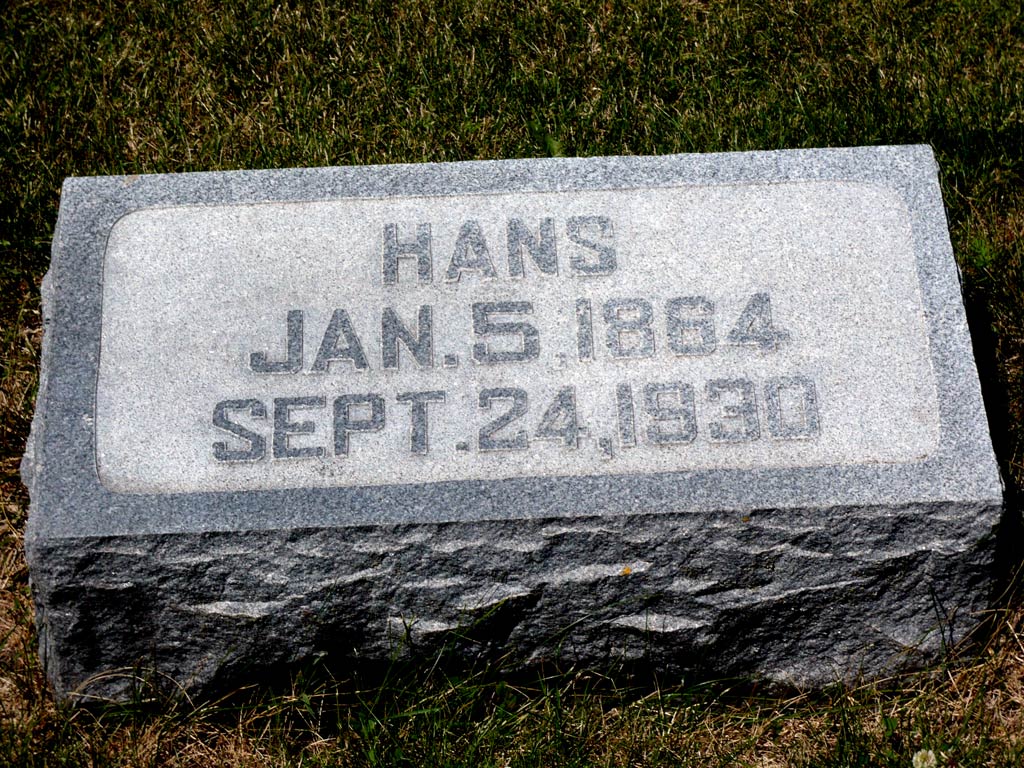 HANS
JAN. 5, 1864
SEPT. 24, 1930